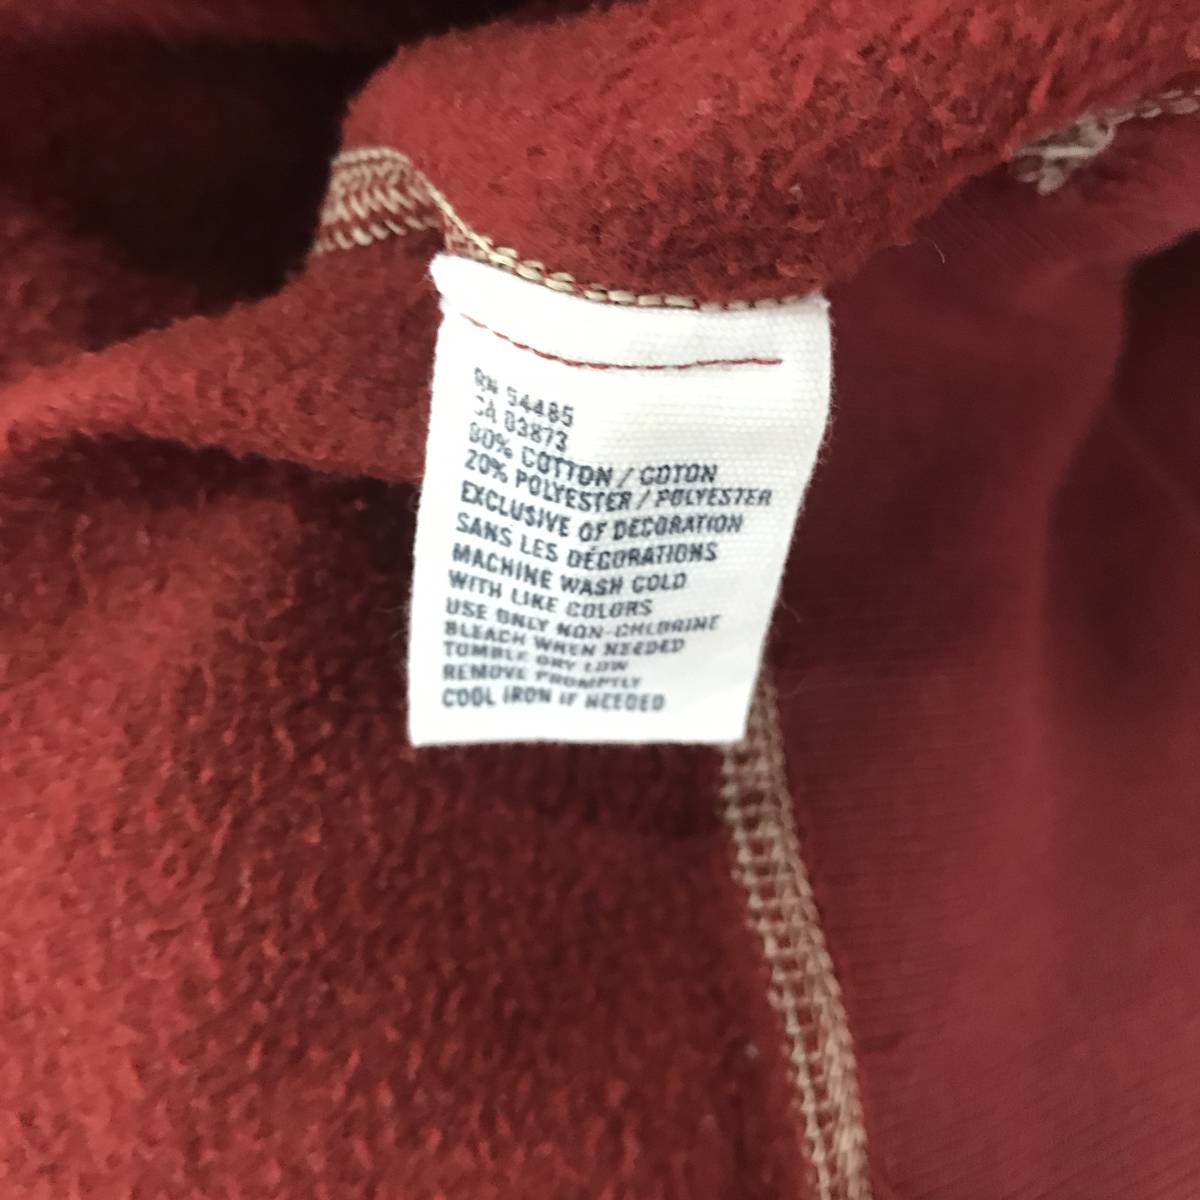 RN 54485
CA 03873
80% COTTON / COTON
20% POLYESTER / POLYESTER
EXCLUSIVE OF DECORATION
SANS LES DÉCORATIONS
MACHINE WASH COLD
WITH LIKE COLORS
USE ONLY NON-CHLORINE
BLEACH WHEN NEEDED
TUMBLE DRY LOW
REMOVE PROMPTLY
COOL IRON IF NEEDED